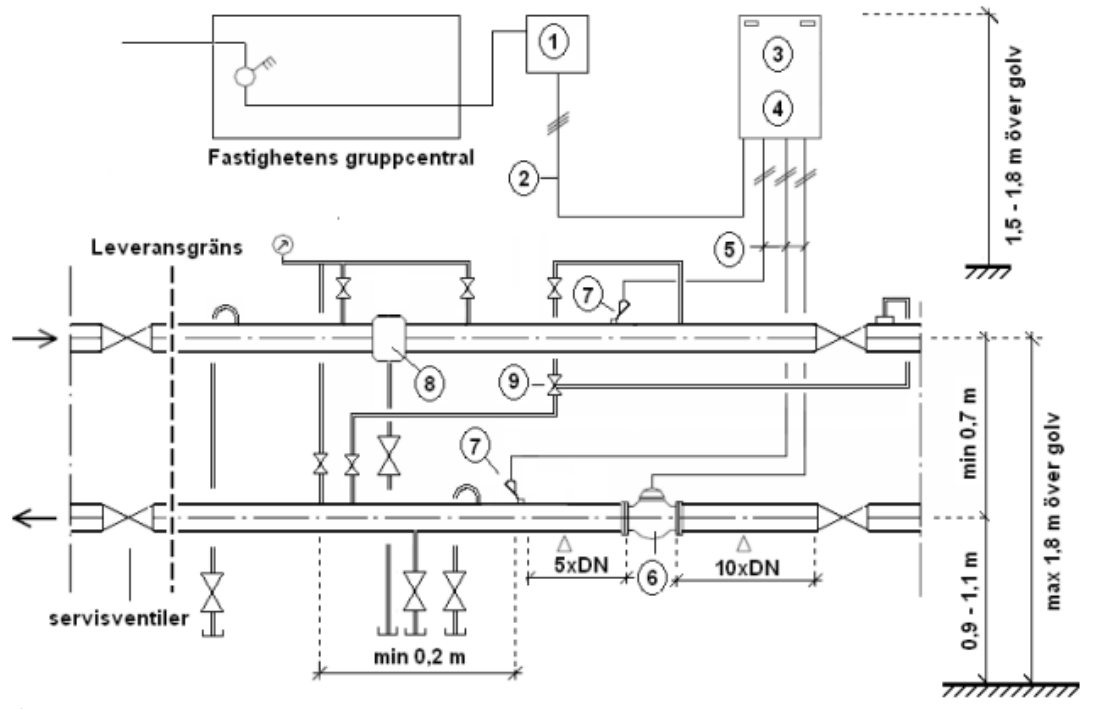 1
3
4
Fastighetens gruppcentral
1,5 - 1,8 m över golv
2
5
Leveransgräns
7
8
9
min 0,7 m
7
max 1,8 m över golv
5xDN
6
10xDN
0,9 - 1,1 m
servisventiler
min 0,2 m